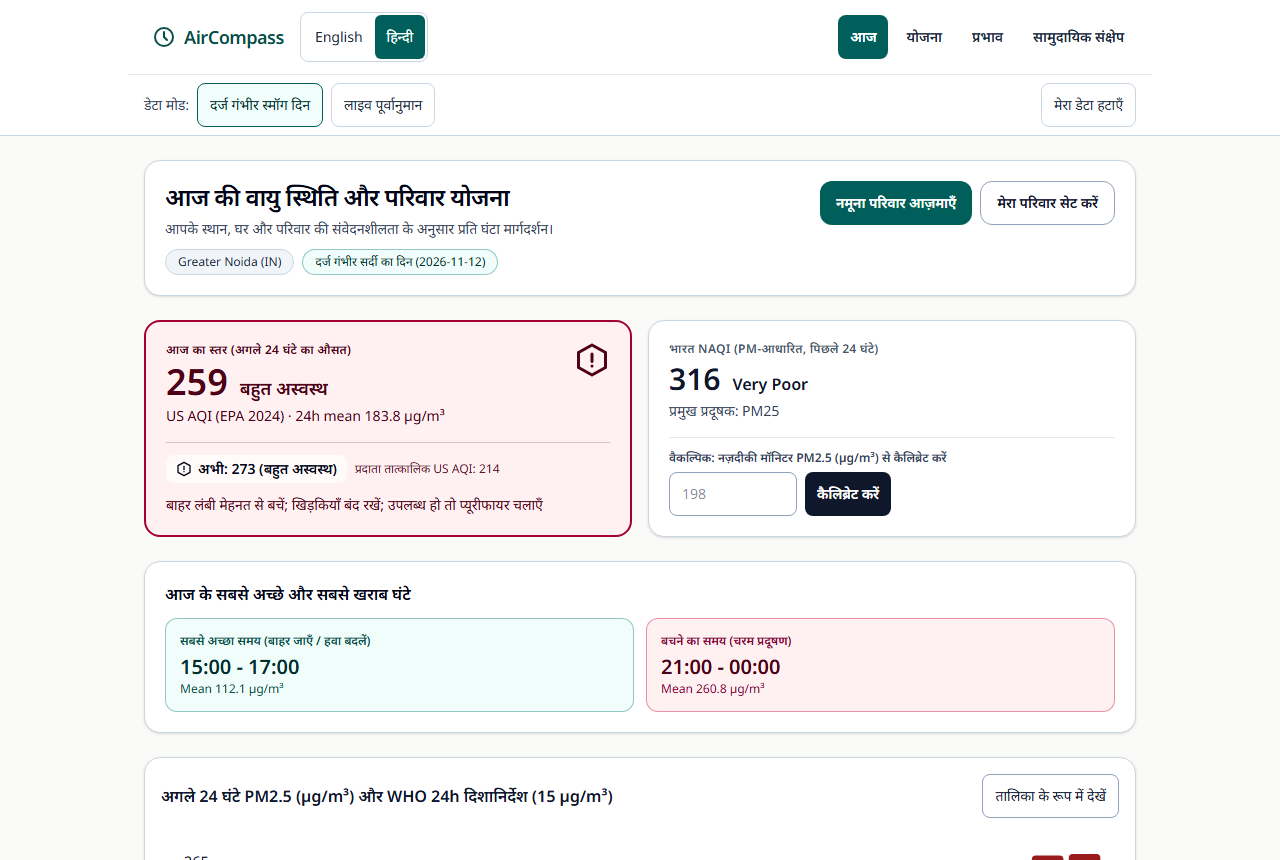 AirCompass
English
हिन्दी
आज
योजना
प्रभाव
सामुदायिक संक्षेप
डेटा मोड:
दर्ज गंभीर स्मॉग दिन
लाइव पूर्वानुमान
मेरा डेटा हटाएँ
आज की वायु स्थिति और परिवार योजना
आपके स्थान, घर और परिवार की संवेदनशीलता के अनुसार प्रति घंटा मार्गदर्शन।
नमूना परिवार आज़माएँ
मेरा परिवार सेट करें
Greater Noida (IN)
दर्ज गंभीर सर्दी का दिन (2026-11-12)
आज का स्तर (अगले 24 घंटे का औसत)
259 बहुत अस्वस्थ
US AQI (EPA 2024) · 24h mean 183.8 µg/m³
अभी: 273 (बहुत अस्वस्थ)
प्रदाता तात्कालिक US AQI: 214
बाहर लंबी मेहनत से बचें; खिड़कियाँ बंद रखें; उपलब्ध हो तो प्यूरीफायर चलाएँ
भारत NAQI (PM-आधारित, पिछले 24 घंटे)
316 Very Poor
प्रमुख प्रदूषक: PM25
वैकल्पिक: नज़दीकी मॉनिटर PM2.5 (µg/m³) से कैलिब्रेट करें
198
कैलिब्रेट करें
आज के सबसे अच्छे और सबसे खराब घंटे
सबसे अच्छा समय (बाहर जाएँ / हवा बदलें)
15:00 - 17:00
Mean 112.1 µg/m³
बचने का समय (चरम प्रदूषण)
21:00 - 00:00
Mean 260.8 µg/m³
अगले 24 घंटे PM2.5 (µg/m³) और WHO 24h दिशानिर्देश (15 µg/m³)
तालिका के रूप में देखें
265